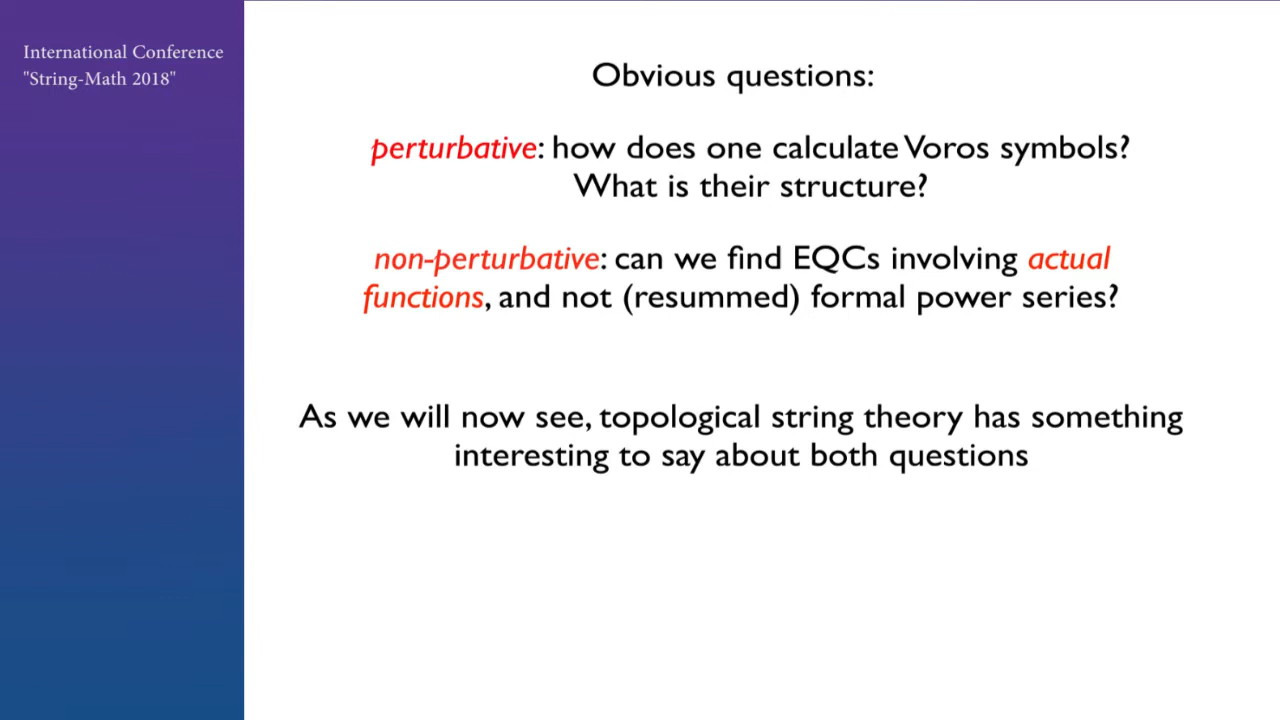 International Conference
"String-Math 2018"
Obvious questions:
perturbative: how does one calculate Voros symbols?
What is their structure?
non-perturbative: can we find EQCs involving actual
functions, and not (resummed) formal power series?
As we will now see, topological string theory has something
interesting to say about both questions